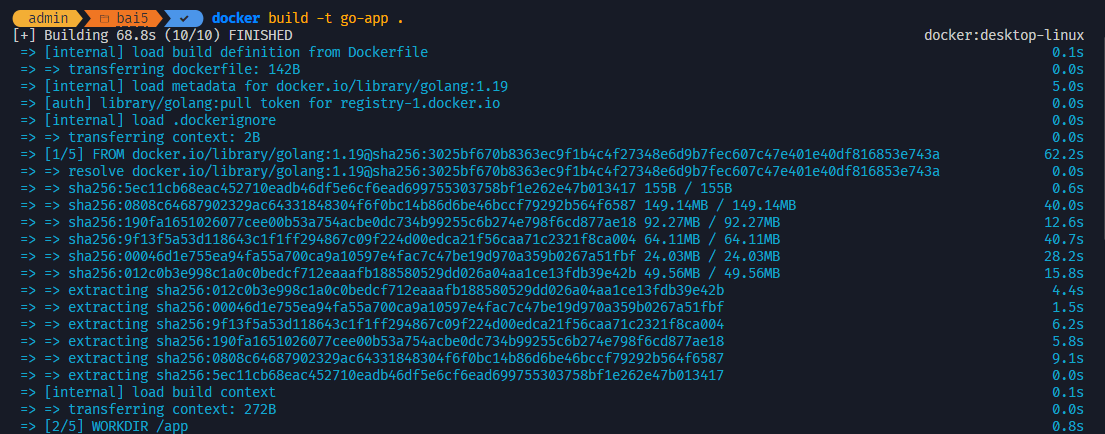 admin bai5 ✓ docker build -t go-app .
[+] Building 68.8s (10/10) FINISHED docker:desktop-linux
=> [internal] load build definition from Dockerfile 0.1s
=> => transferring dockerfile: 142B 0.0s
=> [internal] load metadata for docker.io/library/golang:1.19 5.0s
=> [auth] library/golang:pull token for registry-1.docker.io 0.0s
=> [internal] load .dockerignore 0.0s
=> => transferring context: 2B 0.0s
=> [1/5] FROM docker.io/library/golang:1.19@sha256:3025bf670b8363ec9f1b4c4f27348e6d9b7fec607c47e401e40df816853e743a 62.2s
=> => resolve docker.io/library/golang:1.19@sha256:3025bf670b8363ec9f1b4c4f27348e6d9b7fec607c47e401e40df816853e743a 0.0s
=> => sha256:5ec11cb68eac452710eadb46df5e6cf6ead699755303758bf1e262e47b013417 155B / 155B 0.6s
=> => sha256:0808c64687902329ac64331848304f6f0bc14b86d6be46bccf79292b564f6587 149.14MB / 149.14MB 40.0s
=> => sha256:190fa1651026077cee00b53a754acbe0dc734b99255c6b274e798f6cd877ae18 92.27MB / 92.27MB 12.6s
=> => sha256:9f13f5a53d118643c1f1ff294867c09f224d00edca21f56caa71c2321f8ca004 64.11MB / 64.11MB 40.7s
=> => sha256:00046d1e755ea94fa55a700ca9a10597e4fac7c47be19d970a359b0267a51fbf 24.03MB / 24.03MB 28.2s
=> => sha256:012c0b3e998c1a0c0bedcf712eaaafb188580529dd026a04aa1ce13fdb39e42b 49.56MB / 49.56MB 15.8s
=> => extracting sha256:012c0b3e998c1a0c0bedcf712eaaafb188580529dd026a04aa1ce13fdb39e42b 4.4s
=> => extracting sha256:00046d1e755ea94fa55a700ca9a10597e4fac7c47be19d970a359b0267a51fbf 1.5s
=> => extracting sha256:9f13f5a53d118643c1f1ff294867c09f224d00edca21f56caa71c2321f8ca004 6.2s
=> => extracting sha256:190fa1651026077cee00b53a754acbe0dc734b99255c6b274e798f6cd877ae18 5.8s
=> => extracting sha256:0808c64687902329ac64331848304f6f0bc14b86d6be46bccf79292b564f6587 9.1s
=> => extracting sha256:5ec11cb68eac452710eadb46df5e6cf6ead699755303758bf1e262e47b013417 0.0s
=> [internal] load build context 0.1s
=> => transferring context: 272B 0.0s
=> [2/5] WORKDIR /app 0.8s